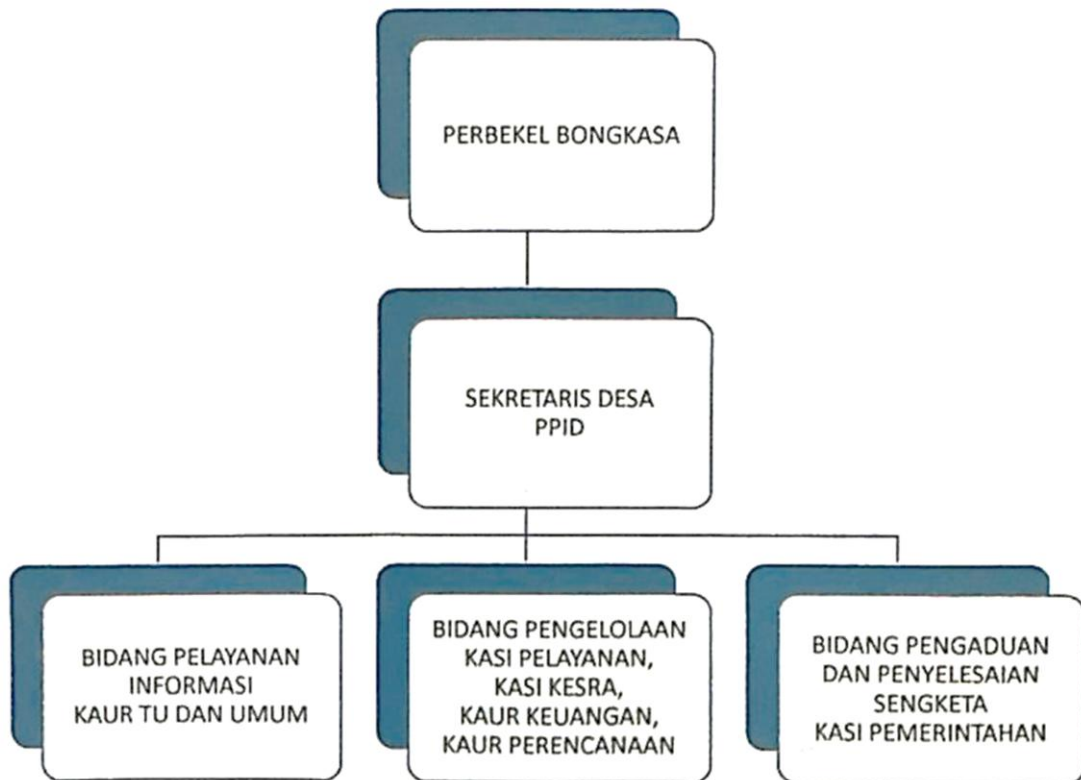 PERBEKEL BONGKASA
SEKRETARIS DESA
PPID
BIDANG PELAYANAN
INFORMASI
KAUR TU DAN UMUM
BIDANG PENGELOLAAN
KASI PELAYANAN,
KASI KESRA,
KAUR KEUANGAN,
KAUR PERENCANAAN
BIDANG PENGADUAN
DAN PENYELESAIAN
SENGKETA
KASI PEMERINTAHAN